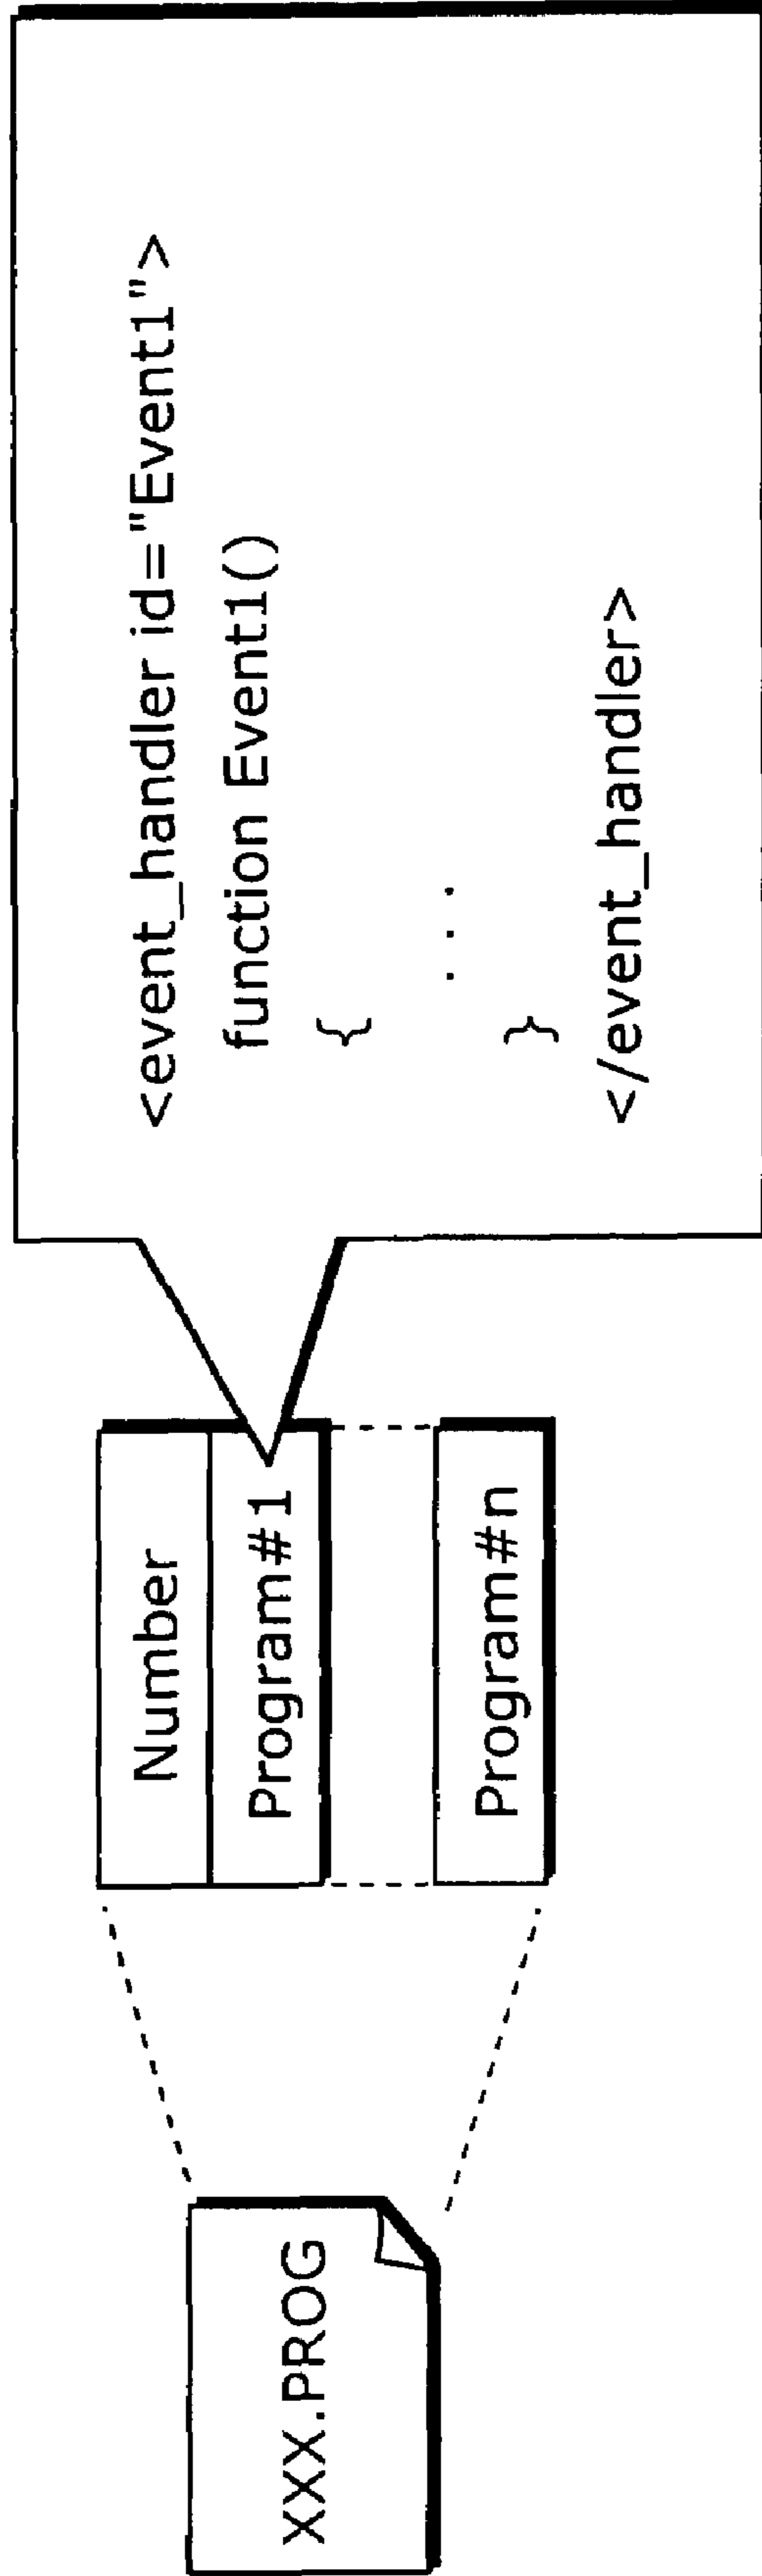 XXX.PROG
Number
Program#1
Program#n
<event_handler id="Event1">
function Event1()
{
...
}
</event_handler>